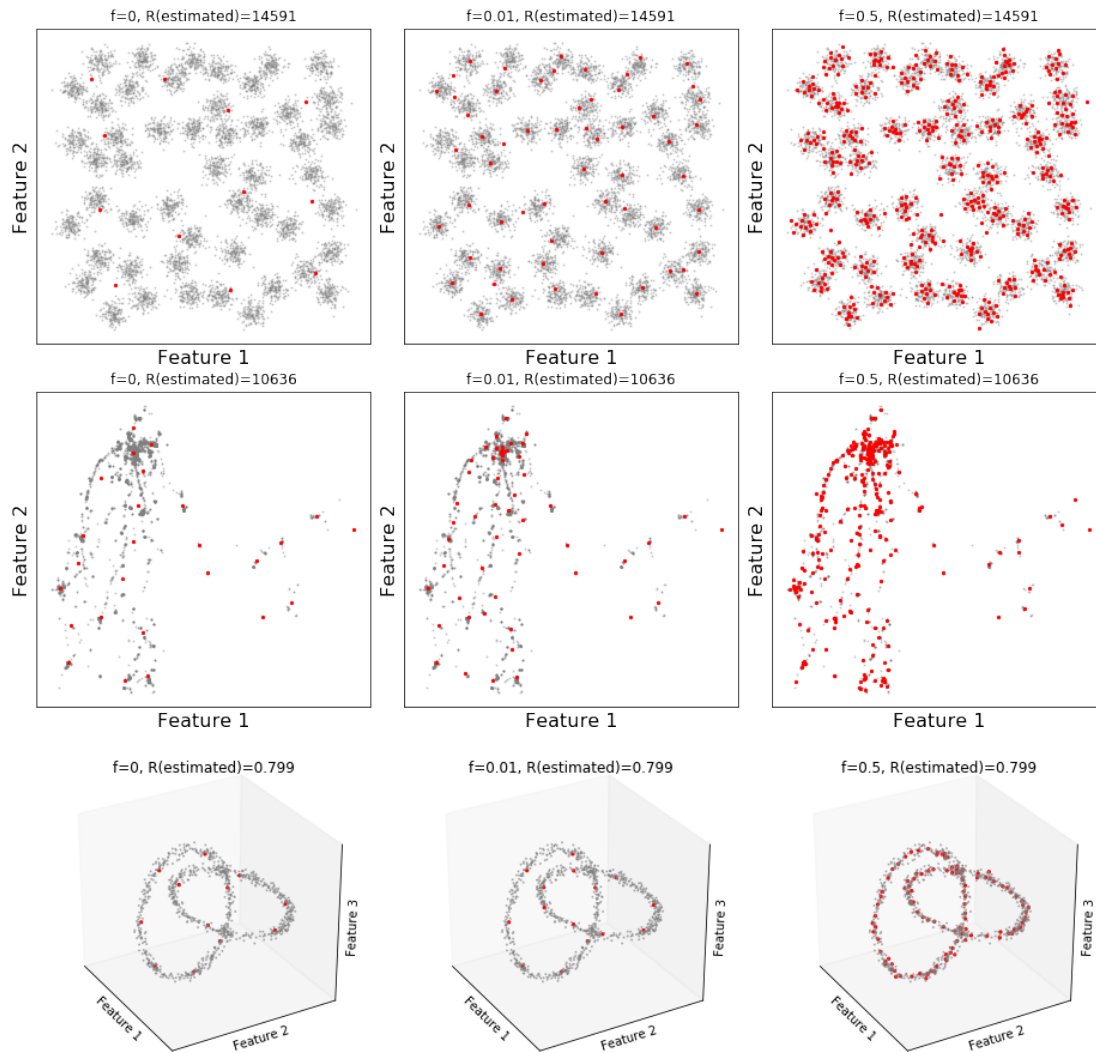 f=0, R(estimated)=14591
f=0.01, R(estimated)=14591
f=0.5, R(estimated)=14591
Feature 2
Feature 2
Feature 2
Feature 1
Feature 1
Feature 1
f=0, R(estimated)=10636
f=0.01, R(estimated)=10636
f=0.5, R(estimated)=10636
Feature 2
Feature 2
Feature 2
Feature 1
Feature 1
Feature 1
f=0, R(estimated)=0.799
f=0.01, R(estimated)=0.799
f=0.5, R(estimated)=0.799
Feature 1
Feature 2
Feature 3
Feature 1
Feature 2
Feature 3
Feature 1
Feature 2
Feature 3